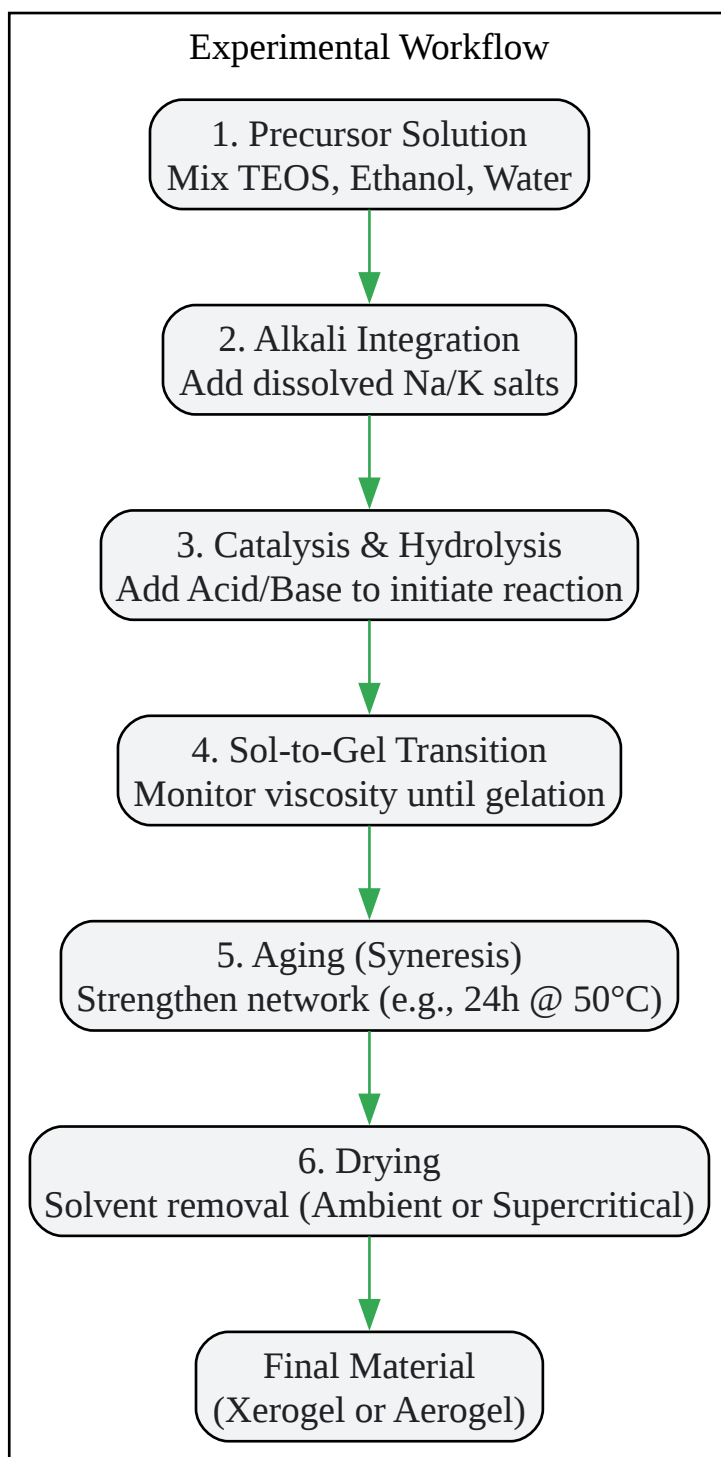 Experimental Workflow
1. Precursor Solution
Mix TEOS, Ethanol, Water
2. Alkali Integration
Add dissolved Na/K salts
3. Catalysis & Hydrolysis
Add Acid/Base to initiate reaction
4. Sol-to-Gel Transition
Monitor viscosity until gelation
5. Aging (Syneresis)
Strengthen network (e.g., 24h @ 50°C)
6. Drying
Solvent removal (Ambient or Supercritical)
Final Material
(Xerogel or Aerogel)